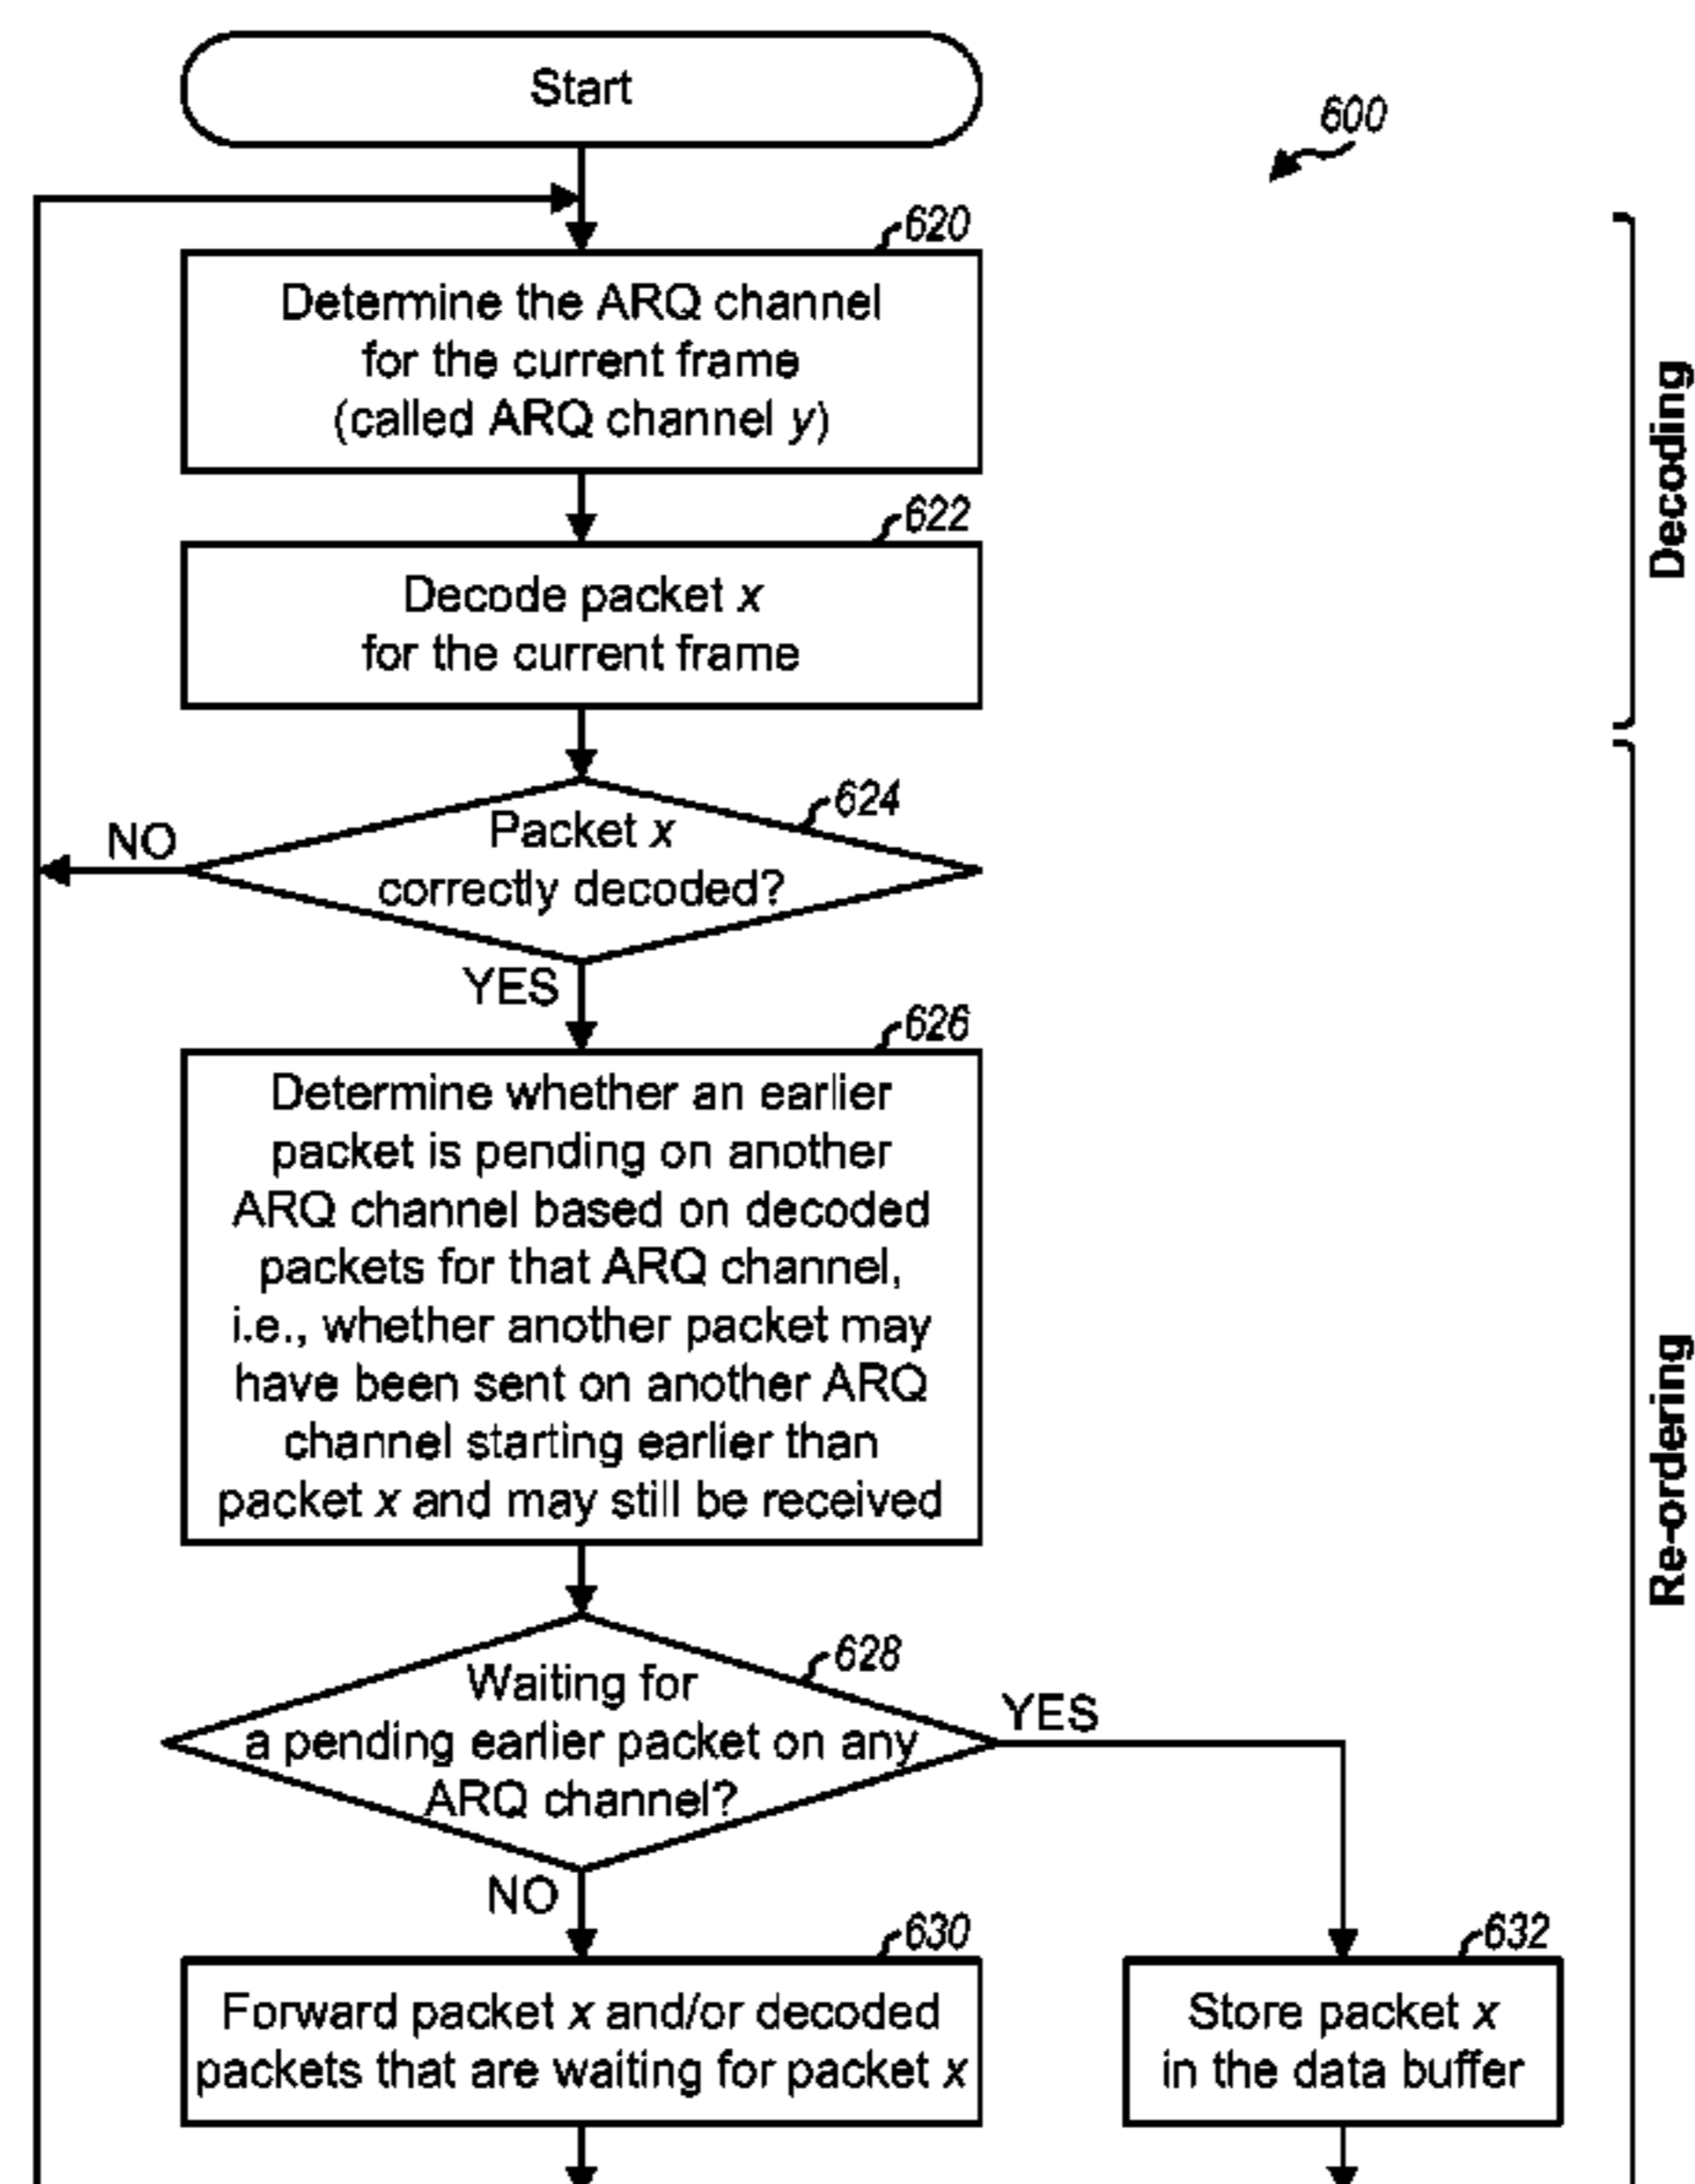 Start
600
620
Determine the ARQ channel
for the current frame
(called ARQ channel y)
622
Decode packet x
for the current frame
Decoding
624
Packet x
correctly decoded?
NO
YES
626
Determine whether an earlier
packet is pending on another
ARQ channel based on decoded
packets for that ARQ channel,
i.e., whether another packet may
have been sent on another ARQ
channel starting earlier than
packet x and may still be received
Re-ordering
628
Waiting for
a pending earlier packet on any
ARQ channel?
YES
NO
630
Forward packet x and/or decoded
packets that are waiting for packet x
632
Store packet x
in the data buffer